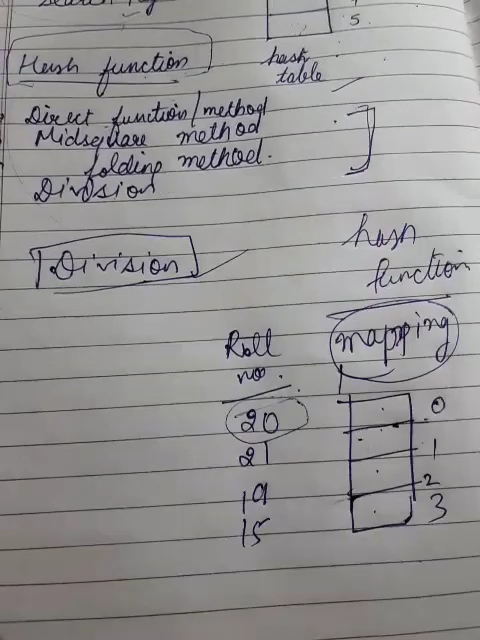 5
Hash function
hash
table
Direct function/method
Midsquare method
folding method.
Division
Division
hash
function
mapping
Roll
no.
20
21
19
15
0
1
2
3